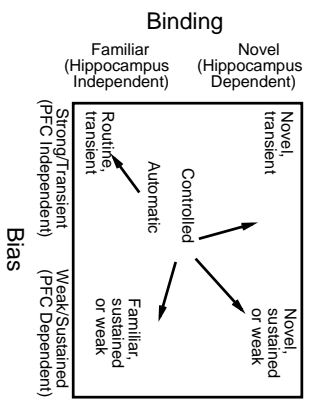 Binding
Familiar
(Hippocampus
Independent)
Novel
(Hippocampus
Dependent)
Novel,
transient
Routine,
transient
Automatic
Controlled
Novel,
sustained
or weak
Familiar,
sustained
or weak
Strong/Transient
(PFC Independent)
Weak/Sustained
(PFC Dependent)
Bias